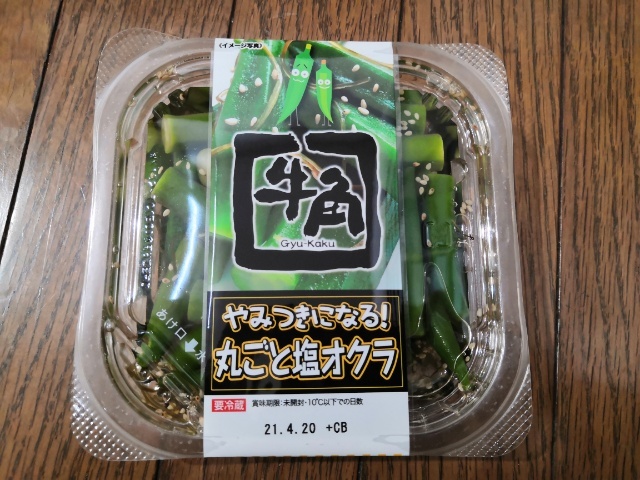 (イメージ写真)
牛角
Gyu-Kaku
やみつきになる!
丸ごと塩オクラ
あけ口
要冷蔵 賞味期限:未開封・10℃以下での日数
21.4.20 +CB